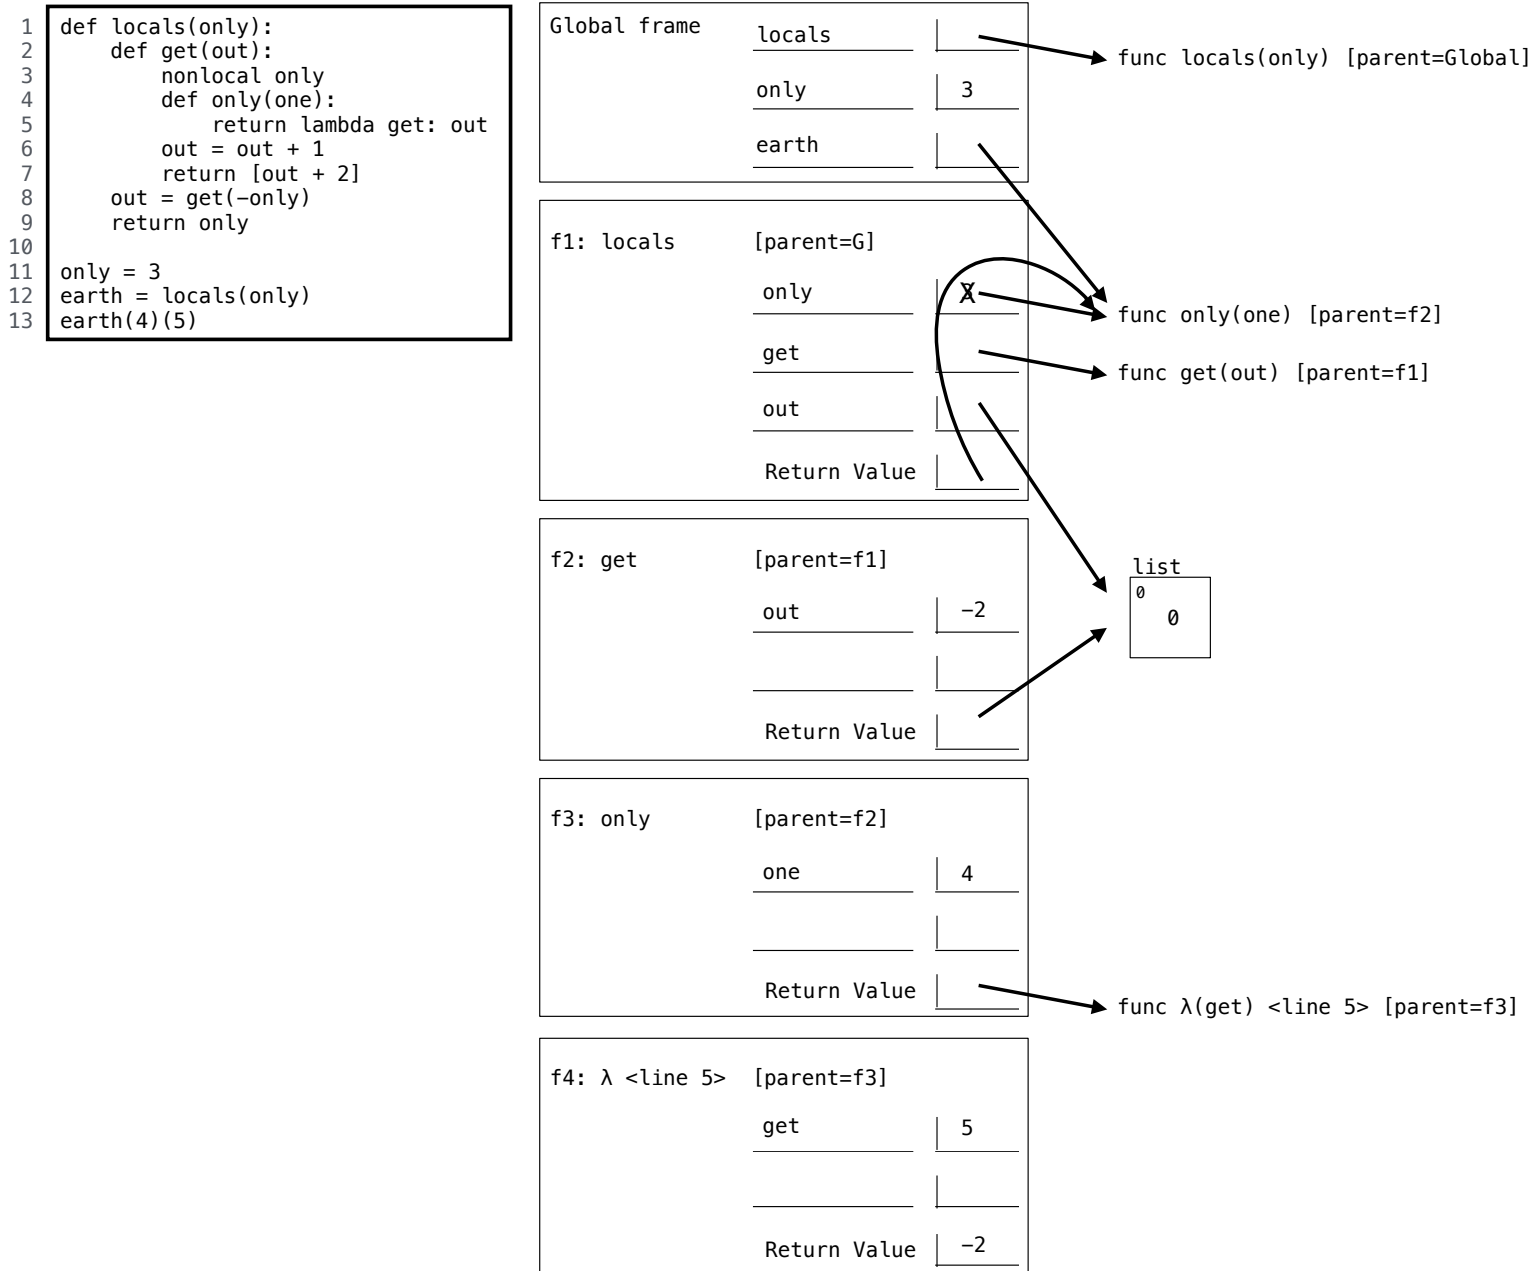 1 def locals(only):
2     def get(out):
3         nonlocal only
4         def only(one):
5             return lambda get: out
6         out = out + 1
7         return [out + 2]
8     out = get(−only)
9     return only
10
11 only = 3
12 earth = locals(only)
13 earth(4)(5)
Global frame
locals
func locals(only) [parent=Global]
only 3
earth
f1: locals [parent=G]
only 3
func only(one) [parent=f2]
get
func get(out) [parent=f1]
out
Return Value
f2: get [parent=f1]
list
out −2
0
0
Return Value
f3: only [parent=f2]
one 4
Return Value
func λ(get) <line 5> [parent=f3]
f4: λ <line 5> [parent=f3]
get 5
Return Value −2